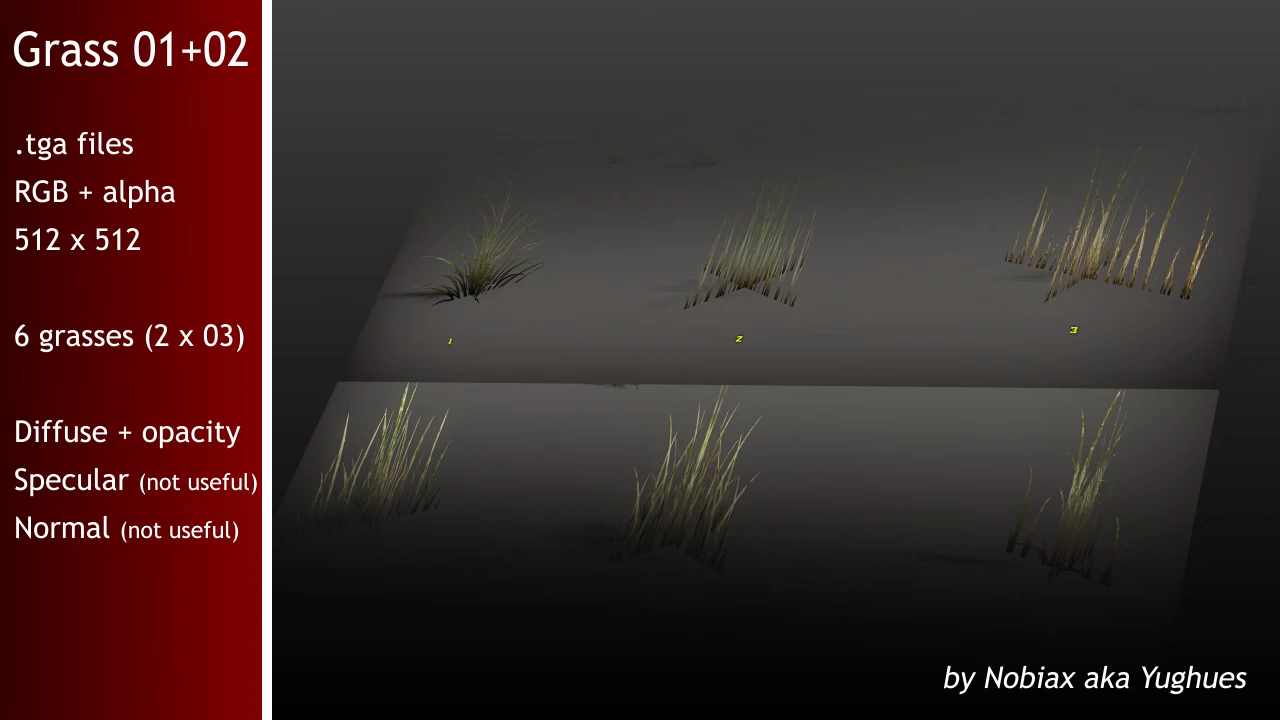 Grass 01+02
.tga files
RGB + alpha
512 x 512
6 grasses (2 x 03)
Diffuse + opacity
Specular (not useful)
Normal (not useful)
1
2
3
by Nobiax aka Yughues